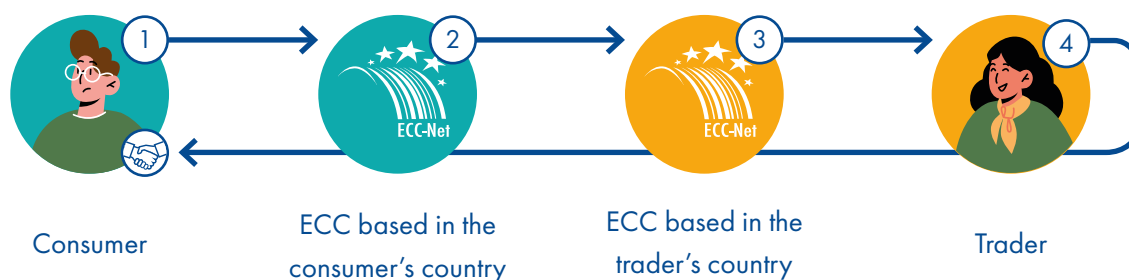 1
2
3
4
ECC-Net
ECC-Net
Consumer
ECC based in the
consumer's country
ECC based in the
trader's country
Trader